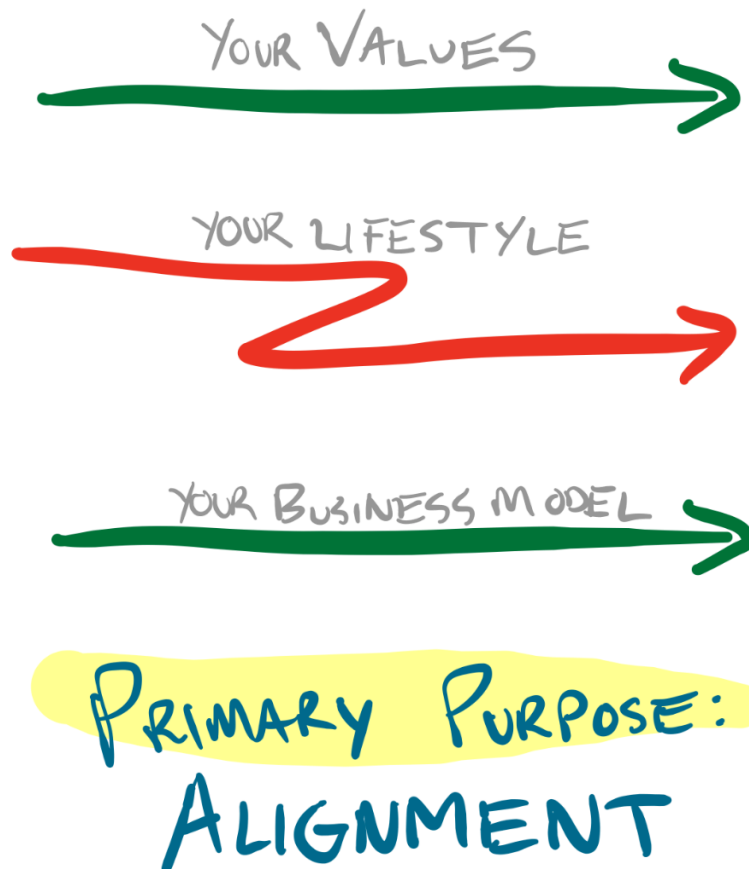 YOUR VALUES
YOUR LIFESTYLE
YOUR BUSINESS MODEL
PRIMARY PURPOSE:
ALIGNMENT